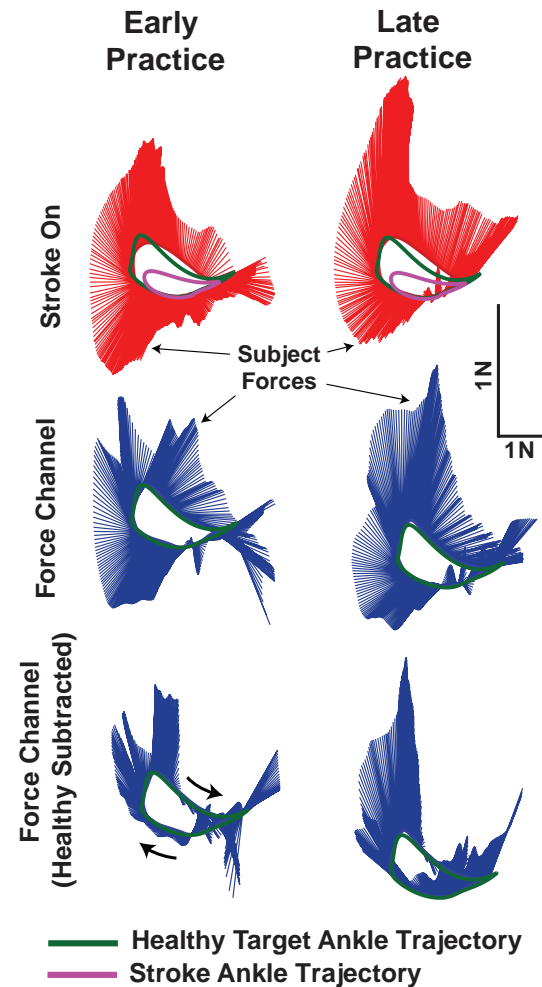 Early
Practice
Late
Practice
Stroke On
Subject
Forces
1N
1N
Force Channel
Force Channel
(Healthy Subtracted)
Healthy Target Ankle Trajectory
Stroke Ankle Trajectory